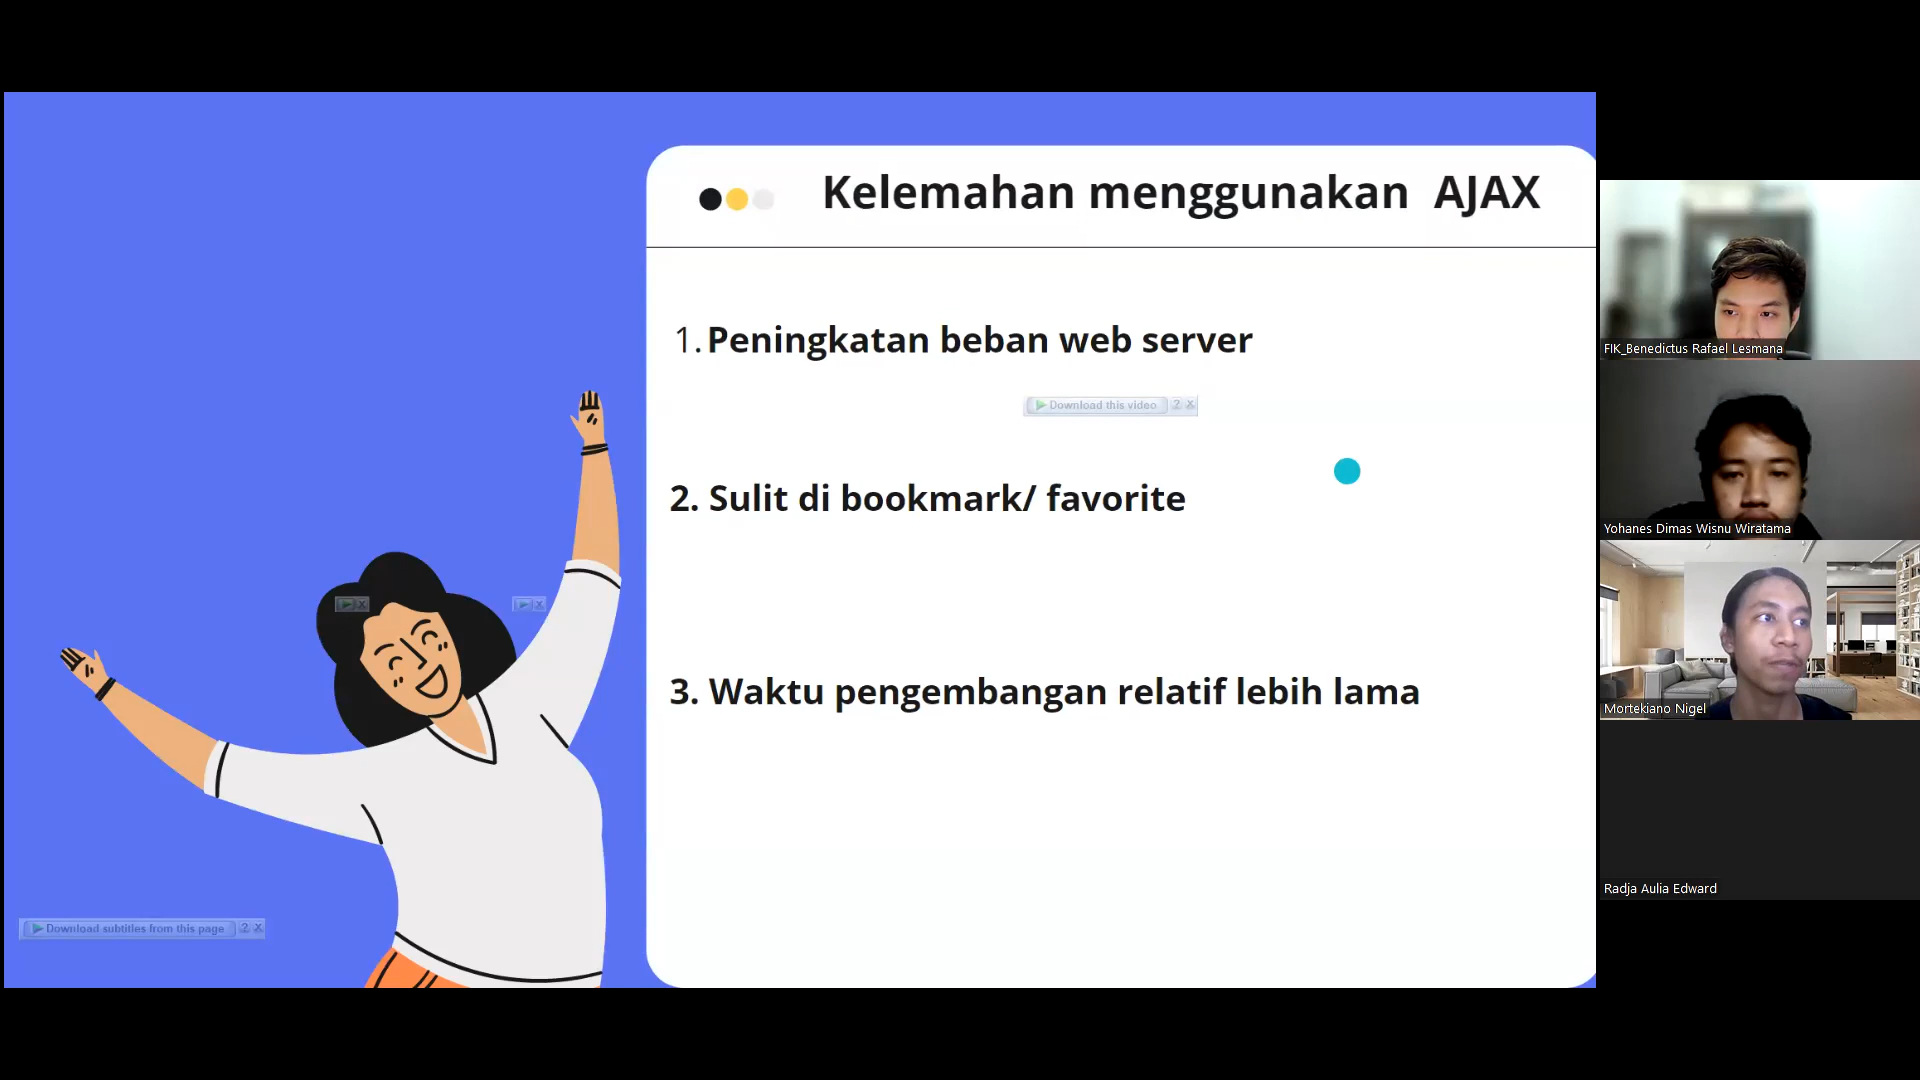 Kelemahan menggunakan AJAX
1. Peningkatan beban web server
Download this video ? X
2. Sulit di bookmark/ favorite
3. Waktu pengembangan relatif lebih lama
X
X
Download subtitles from this page ? X
FIK_Benedictus Rafael Lesmana
Yohanes Dimas Wisnu Wiratama
Mortekiano Nigel
Radja Aulia Edward